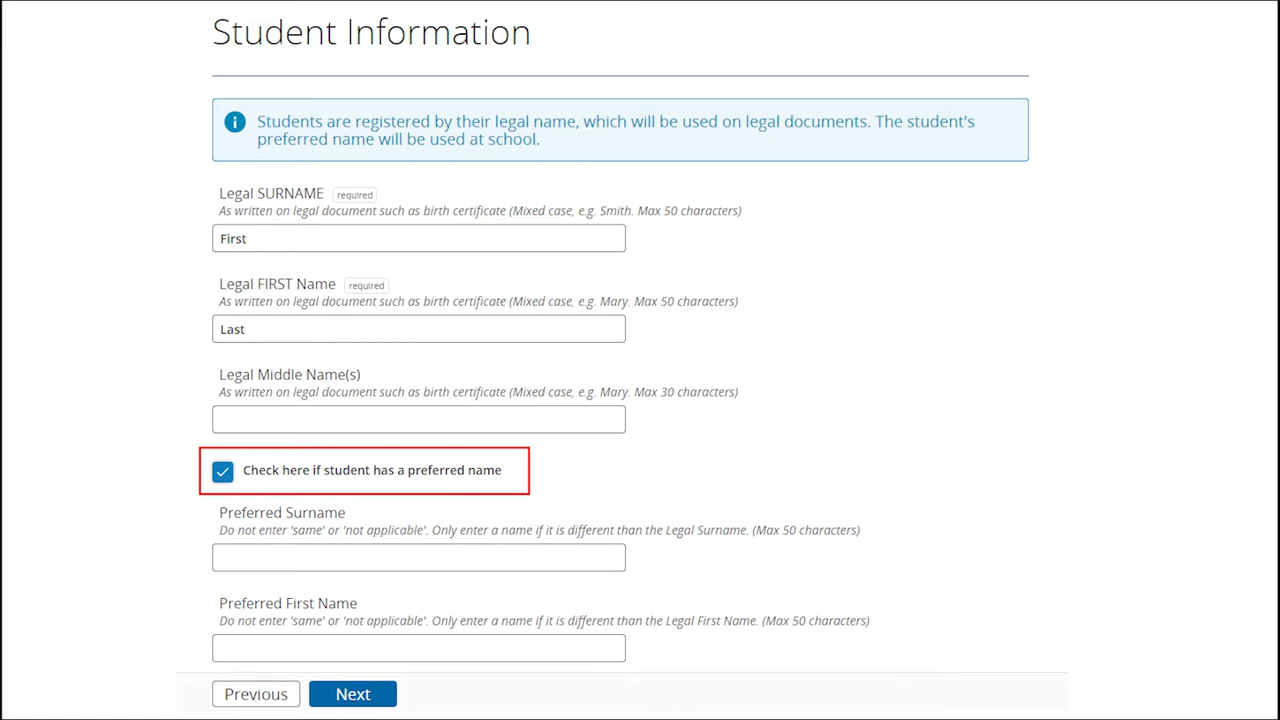 Student Information
Students are registered by their legal name, which will be used on legal documents. The student's
preferred name will be used at school.
Legal SURNAME required
As written on legal document such as birth certificate (Mixed case, e.g. Smith. Max 50 characters)
First
Legal FIRST Name required
As written on legal document such as birth certificate (Mixed case, e.g. Mary. Max 50 characters)
Last
Legal Middle Name(s)
As written on legal document such as birth certificate (Mixed case, e.g. Mary. Max 30 characters)
Check here if student has a preferred name
Preferred Surname
Do not enter 'same' or 'not applicable'. Only enter a name if it is different than the Legal Surname. (Max 50 characters)
Preferred First Name
Do not enter 'same' or 'not applicable'. Only enter a name if it is different than the Legal First Name. (Max 50 characters)
Previous Next